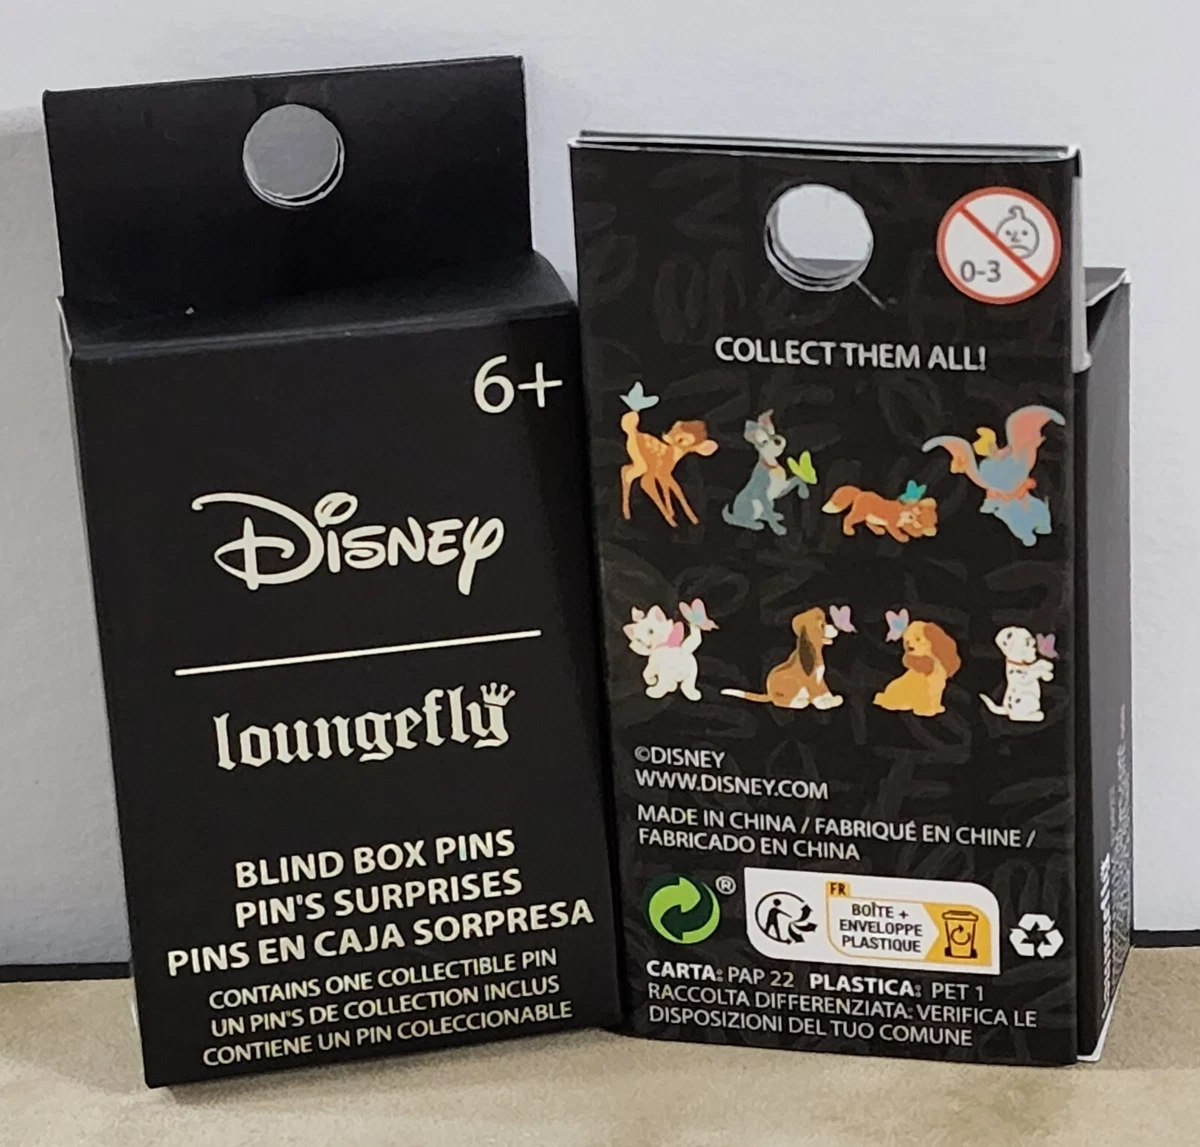 6+
Disney
loungefly
BLIND BOX PINS
PIN'S SURPRISES
PINS EN CAJA SORPRESA
CONTAINS ONE COLLECTIBLE PIN
UN PIN'S DE COLLECTION INCLUS
CONTIENE UN PIN COLECCIONABLE
0-3
COLLECT THEM ALL!
©DISNEY
WWW.DISNEY.COM
MADE IN CHINA / FABRIQUÉ EN CHINE /
FABRICADO EN CHINA
®
FR
BOÎTE +
ENVELOPPE
PLASTIQUE
CARTA: PAP 22 PLASTICA: PET 1
RACCOLTA DIFFERENZIATA: VERIFICA LE
DISPOSIZIONI DEL TUO COMUNE